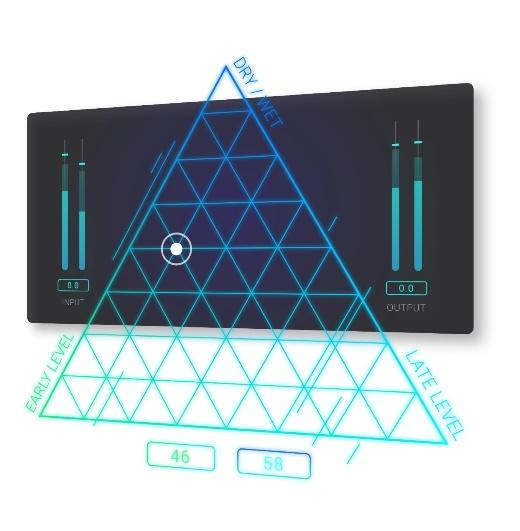 DRY / WET
0.0
INPUT
0.0
OUTPUT
EARLY LEVEL
LATE LEVEL
46
58